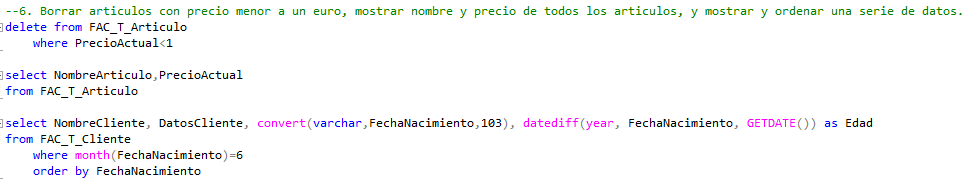 --6. Borrar articulos con precio menor a un euro, mostrar nombre y precio de todos los articulos, y mostrar y ordenar una serie de datos.
delete from FAC_T_Articulo
where PrecioActual<1
select NombreArticulo,PrecioActual
from FAC_T_Articulo
select NombreCliente, DatosCliente, convert(varchar,FechaNacimiento,103), datediff(year, FechaNacimiento, GETDATE()) as Edad
from FAC_T_Cliente
where month(FechaNacimiento)=6
order by FechaNacimiento